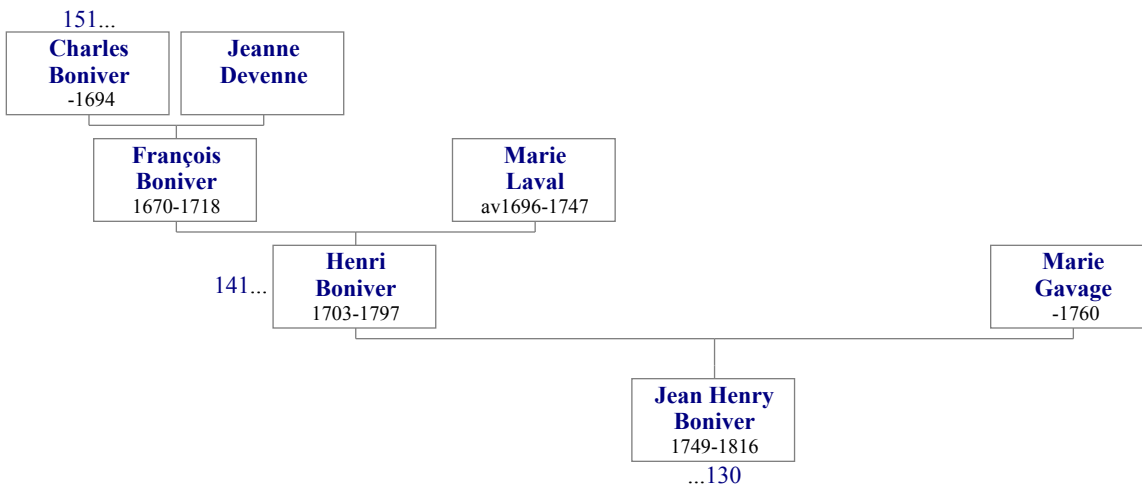 151...
Charles
Boniver
-1694
Jeanne
Devenne
François
Boniver
1670-1718
Marie
Laval
av1696-1747
141...
Henri
Boniver
1703-1797
Marie
Gavage
-1760
Jean Henry
Boniver
1749-1816
...130